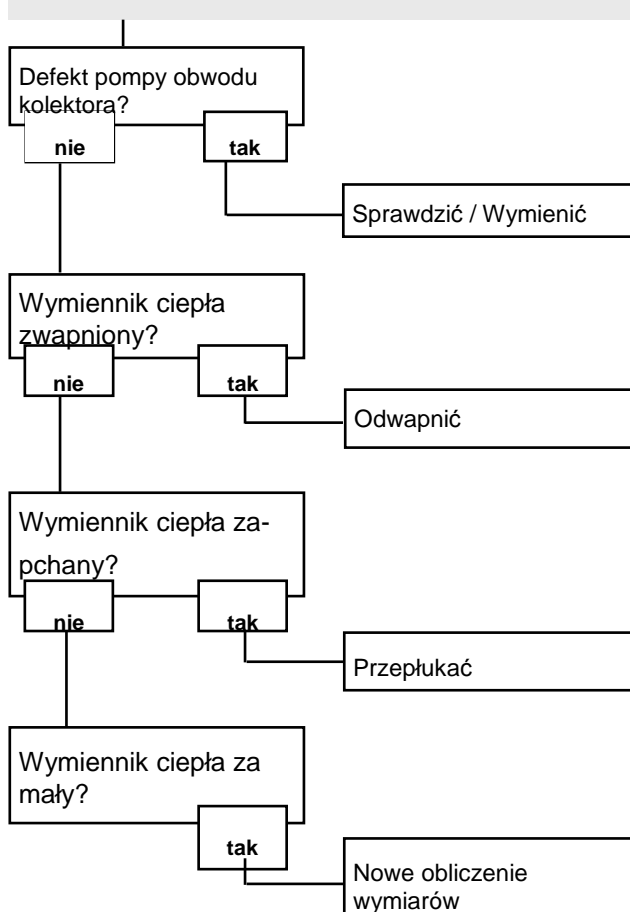 Defekt pompy obwodu
kolektora?
nie
tak
Sprawdzić / Wymienić
Wymiennik ciepła
zwapniony?
nie
tak
Odwapnić
Wymiennik ciepła za-
pchany?
nie
tak
Przepłukać
Wymiennik ciepła za
mały?
tak
Nowe obliczenie
wymiarów